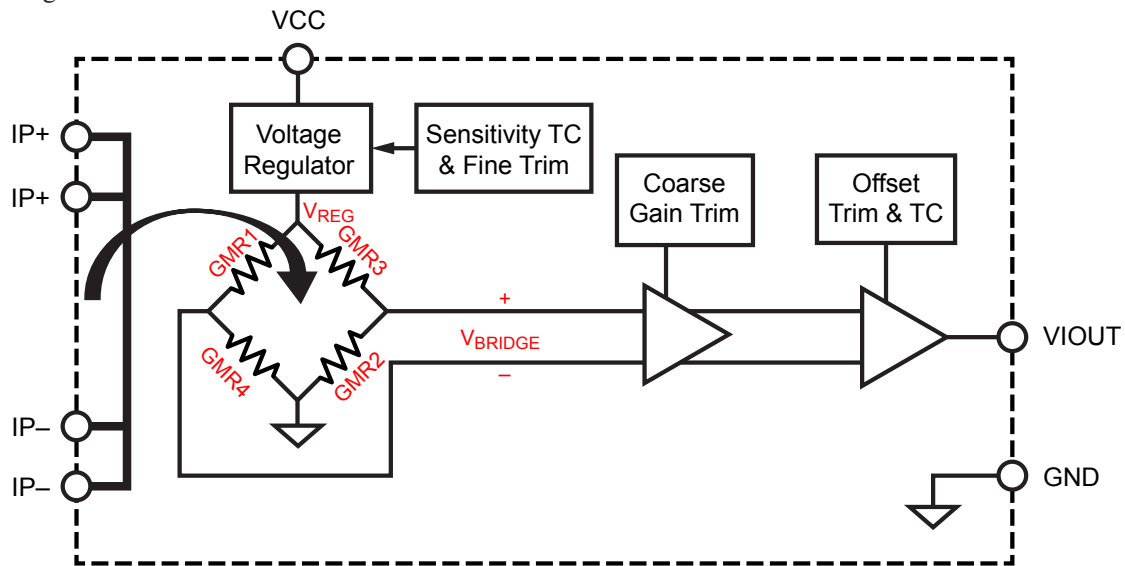 VCC
IP+
IP+
IP–
IP–
Voltage
Regulator
Sensitivity TC
& Fine Trim
Coarse
Gain Trim
Offset
Trim & TC
VREG
GMR1
GMR3
GMR4
GMR2
+
VBRIDGE
–
VIOUT
GND